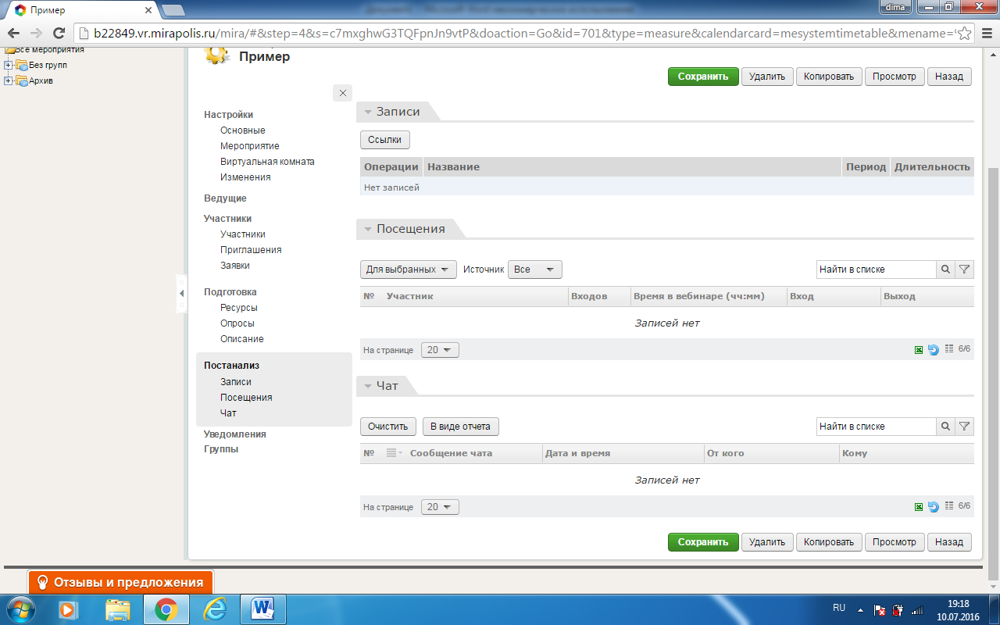 Пример
dima
b22849.vr.mirapolis.ru/mira/#&step=4&s=c7mxghwG3TQFpnJn9vtP&doaction=Go&id=701&type=measure&calendarcard=mesystemtimetable&mename=
Все мероприятия
Без групп
Архив
Пример
Сохранить Удалить Копировать Просмотр Назад
Настройки
Основные
Мероприятие
Виртуальная комната
Изменения
Ведущие
Участники
Участники
Приглашения
Заявки
Подготовка
Ресурсы
Опросы
Описание
Постанализ
Записи
Посещения
Чат
Уведомления
Группы
Записи
Ссылки
Операции Название Период Длительность
Нет записей
Посещения
Для выбранных Источник Все Найти в списке
№ Участник Входов Время в вебинаре (чч:мм) Вход Выход
Записей нет
На странице 20 6/6
Чат
Очистить В виде отчета Найти в списке
№ Сообщение чата Дата и время От кого Кому
Записей нет
На странице 20 6/6
Сохранить Удалить Копировать Просмотр Назад
Отзывы и предложения
RU 19:18
10.07.2016